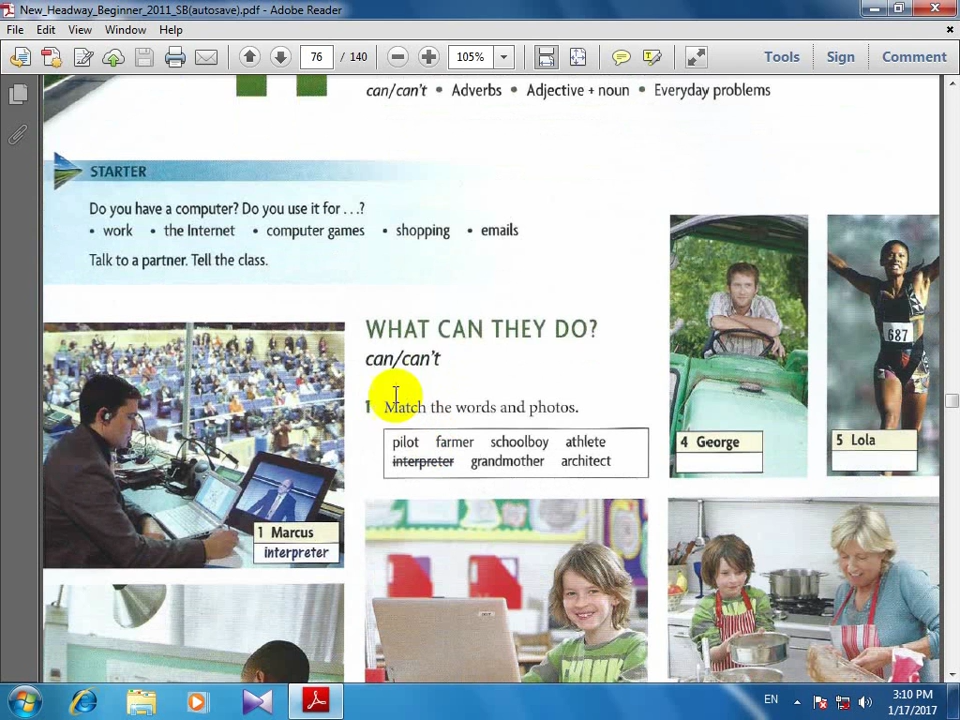 New_Headway_Beginner_2011_SB(autosave).pdf - Adobe Reader
File Edit View Window Help
76 / 140 105% Tools Sign Comment
can/can't • Adverbs • Adjective + noun • Everyday problems
STARTER
Do you have a computer? Do you use it for . . .?
• work • the Internet • computer games • shopping • emails
Talk to a partner. Tell the class.
WHAT CAN THEY DO?
can/can't
1 Match the words and photos.
pilot farmer schoolboy athlete
interpreter grandmother architect
1 Marcus
interpreter
4 George
687
5 Lola
EN 3:10 PM
1/17/2017